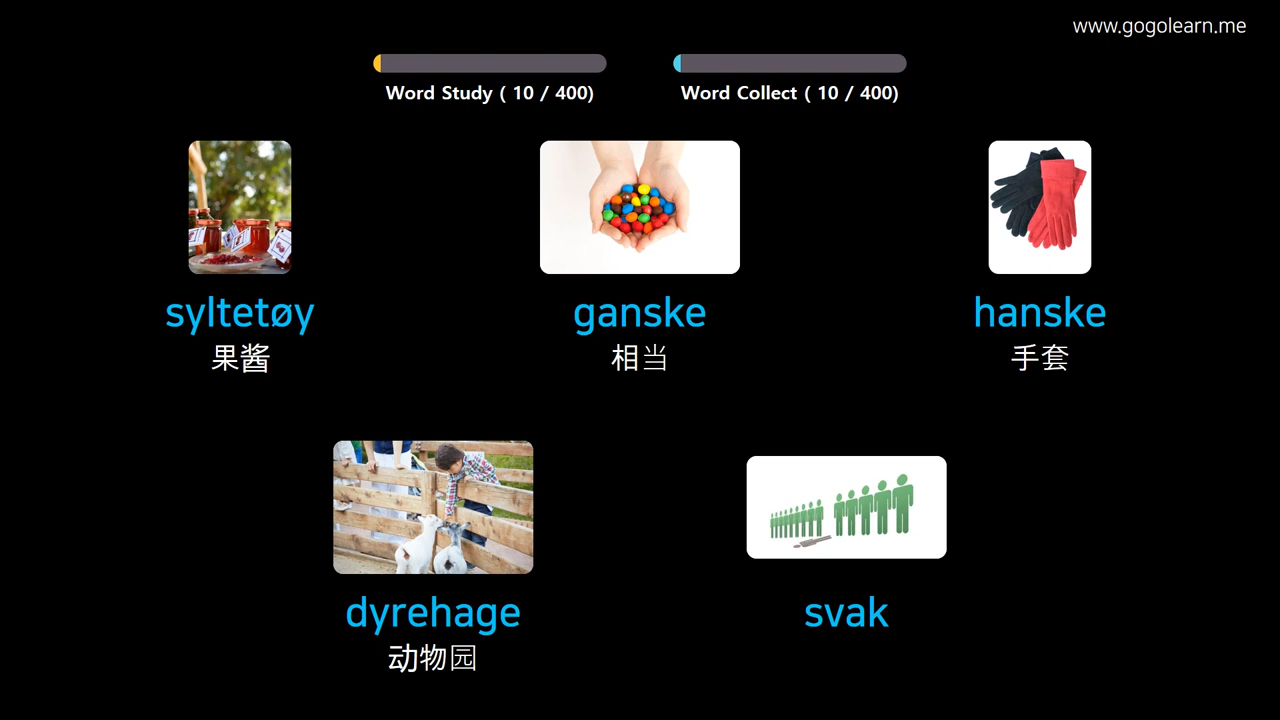 www.gogolearn.me
Word Study ( 10 / 400)
Word Collect ( 10 / 400)
syltetøy
果酱
ganske
相当
hanske
手套
dyrehage
动物园
svak